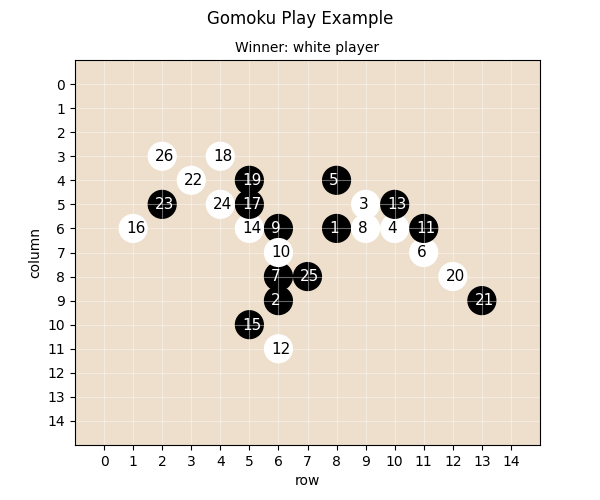 Gomoku Play Example
Winner: white player
0
1
2
3 26 18
4 22 19 5
5 23 24 17 3 13
6 16 14 9 1 8 4 11
7 10 6
8 7 25 20
9 2 21
10 15
11 12
12
13
14
column
0 1 2 3 4 5 6 7 8 9 10 11 12 13 14
row